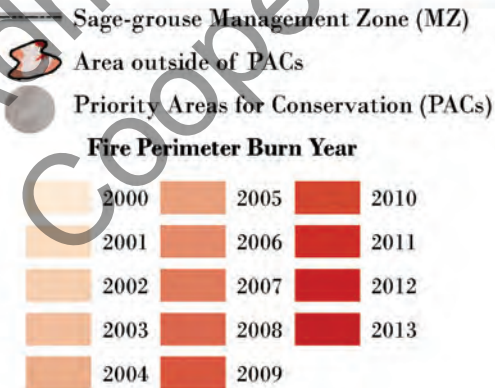 Sage-grouse Management Zone (MZ)
Area outside of PACs
Priority Areas for Conservation (PACs)
Fire Perimeter Burn Year
2000 2005 2010
2001 2006 2011
2002 2007 2012
2003 2008 2013
2004 2009